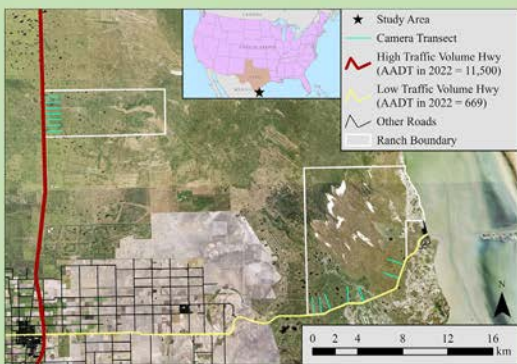 Study Area
Camera Transect
High Traffic Volume Hwy
(AADT in 2022 = 11,500)
Low Traffic Volume Hwy
(AADT in 2022 = 669)
Other Roads
Ranch Boundary
N
0 2 4 8 12 16
km